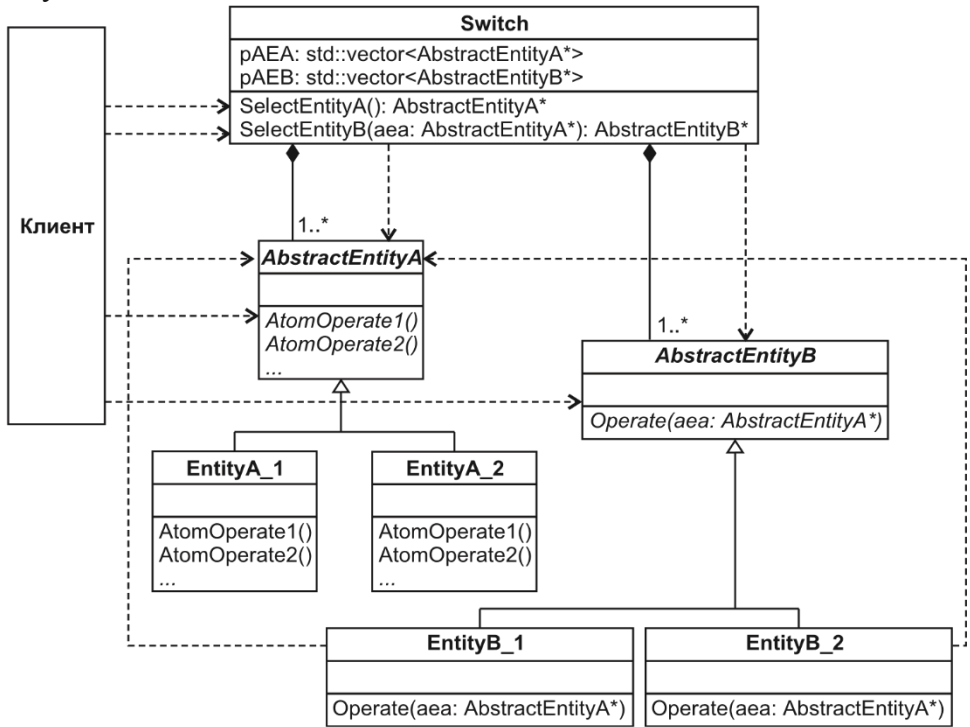 Switch
pAEA: std::vector<AbstractEntityA*>
pAEB: std::vector<AbstractEntityB*>
SelectEntityA(): AbstractEntityA*
SelectEntityB(aea: AbstractEntityA*): AbstractEntityB*
Клиент
1..*
AbstractEntityA
AtomOperate1()
AtomOperate2()
...
1..*
AbstractEntityB
Operate(aea: AbstractEntityA*)
EntityA_1
AtomOperate1()
AtomOperate2()
...
EntityA_2
AtomOperate1()
AtomOperate2()
...
EntityB_1
Operate(aea: AbstractEntityA*)
EntityB_2
Operate(aea: AbstractEntityA*)